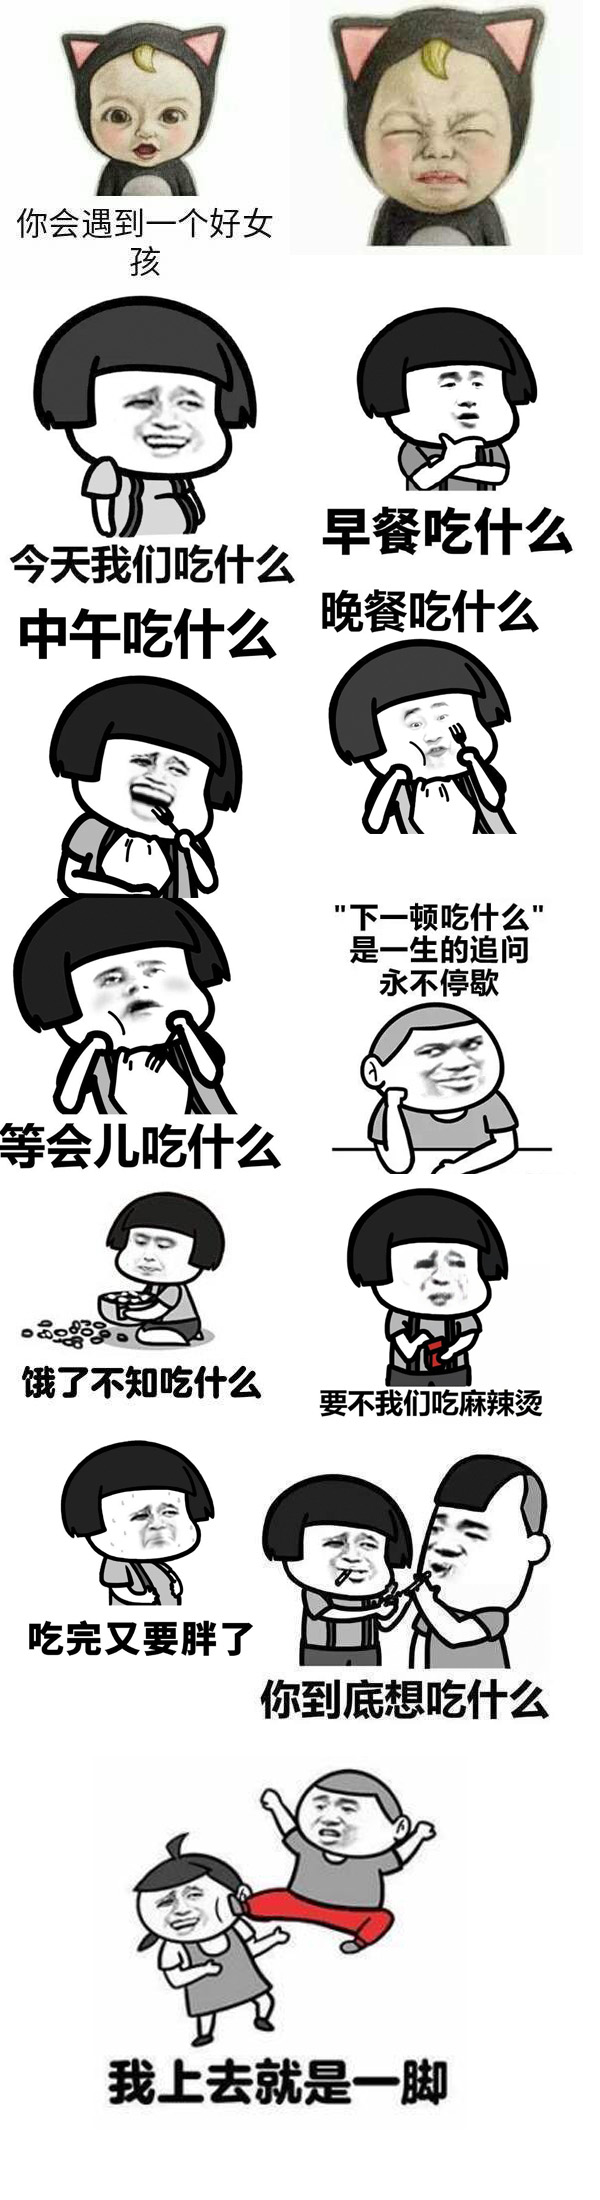 你会遇到一个好女
孩
今天我们吃什么
早餐吃什么
中午吃什么
晚餐吃什么
等会儿吃什么
"下一顿吃什么"
是一生的追问
永不停歇
饿了不知吃什么
要不我们吃麻辣烫
吃完又要胖了
你到底想吃什么
我上去就是一脚